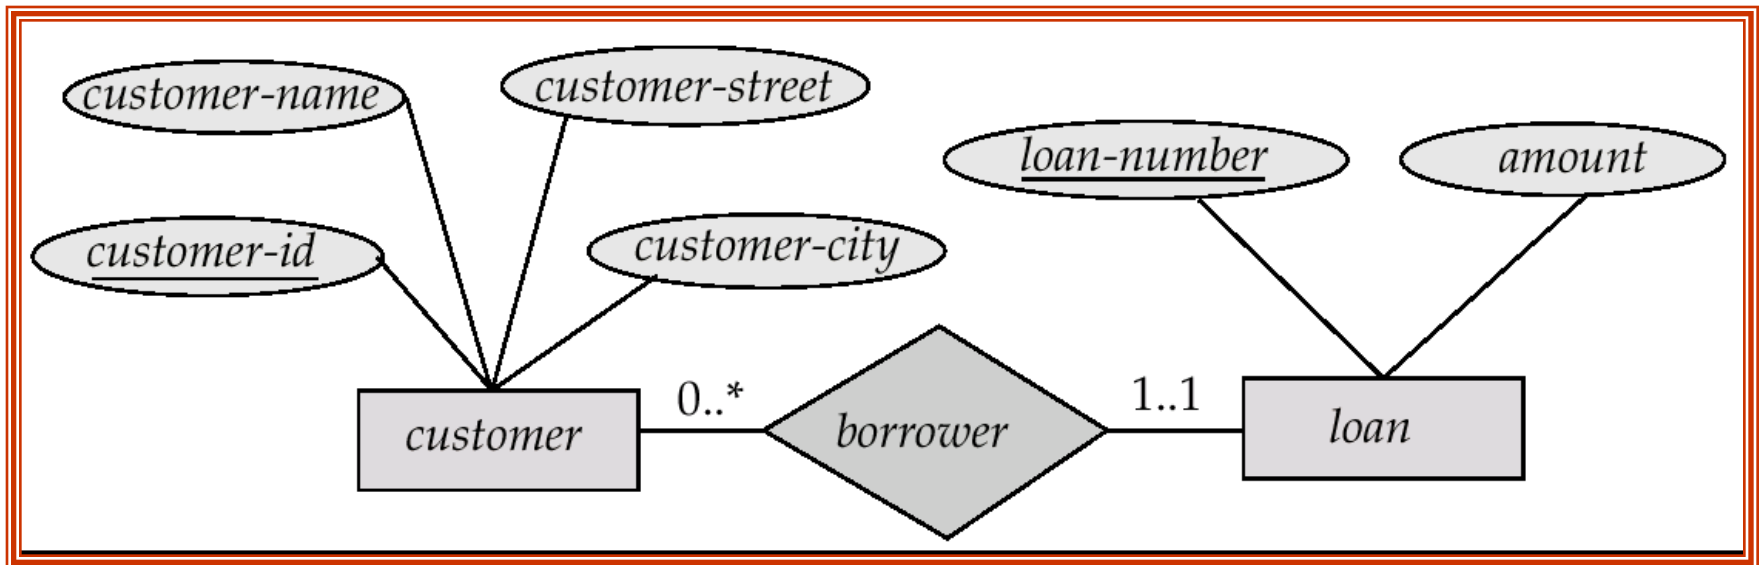 customer-name
customer-street
loan-number
amount
customer-id
customer-city
customer
0..*
borrower
1..1
loan